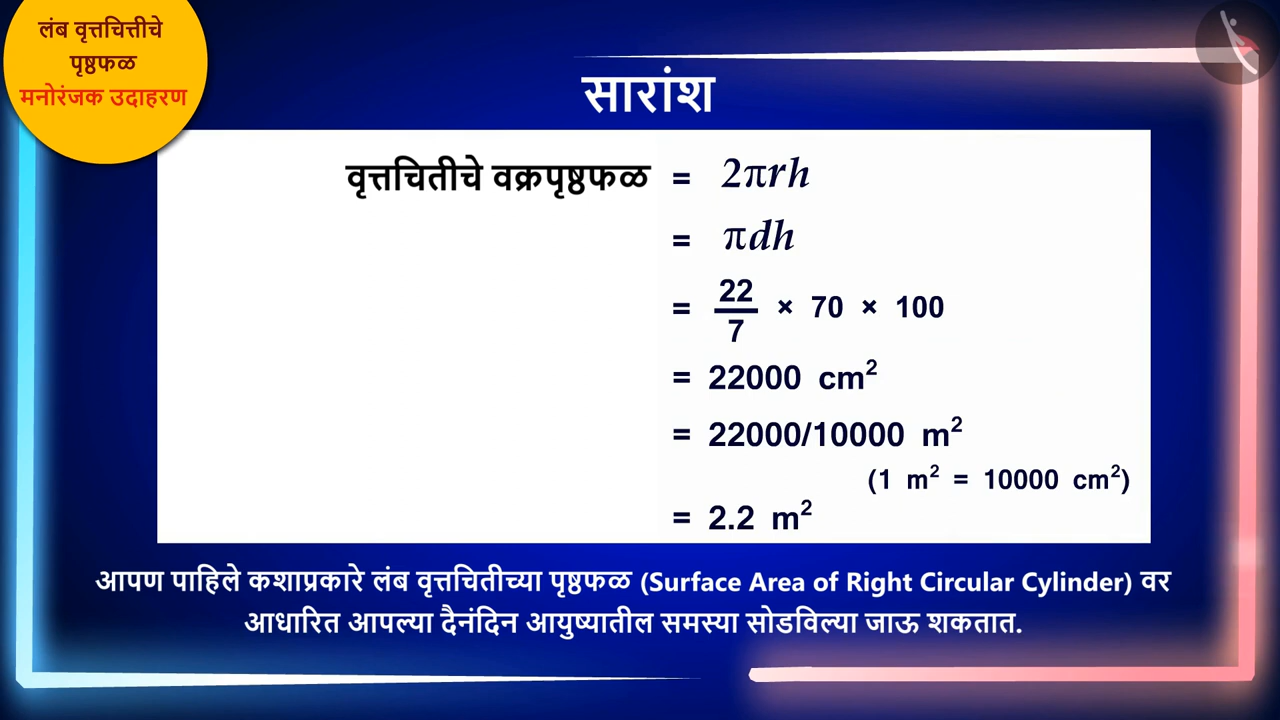 लंब वृत्तचित्तीचे
पृष्ठफळ
मनोरंजक उदाहरण
सारांश
वृत्तचितीचे वक्रपृष्ठफळ = 2πrh
= πdh
= 22/7 × 70 × 100
= 22000 cm²
= 22000/10000 m²
(1 m² = 10000 cm²)
= 2.2 m²
आपण पाहिले कशाप्रकारे लंब वृत्तचितीच्या पृष्ठफळ (Surface Area of Right Circular Cylinder) वर
आधारित आपल्या दैनंदिन आयुष्यातील समस्या सोडविल्या जाऊ शकतात.